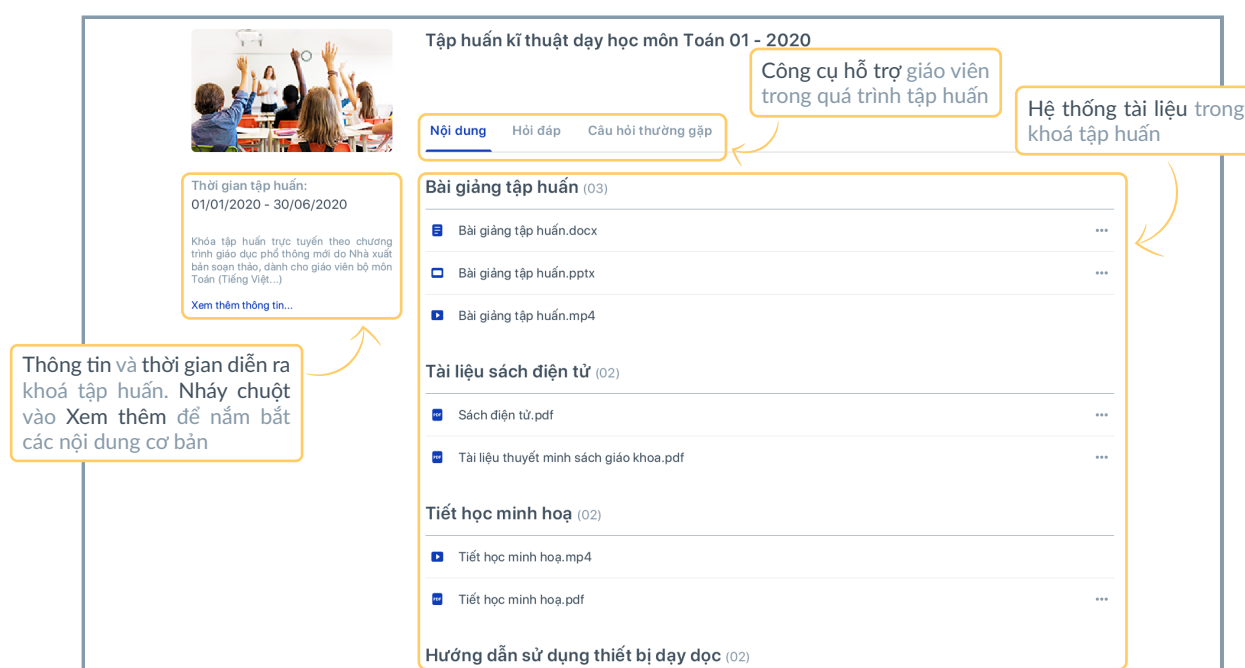 Tập huấn kĩ thuật dạy học môn Toán 01 - 2020
Công cụ hỗ trợ giáo viên
trong quá trình tập huấn
Hệ thống tài liệu trong
khoá tập huấn
Nội dung Hỏi đáp Câu hỏi thường gặp
Thời gian tập huấn:
01/01/2020 - 30/06/2020
Khóa tập huấn trực tuyến theo chương
trình giáo dục phổ thông mới do Nhà xuất
bản soạn thảo, dành cho giáo viên bộ môn
Toán (Tiếng Việt...)
Xem thêm thông tin...
Thông tin và thời gian diễn ra
khoá tập huấn. Nháy chuột
vào Xem thêm để nắm bắt
các nội dung cơ bản
Bài giảng tập huấn (03)
Bài giảng tập huấn.docx
Bài giảng tập huấn.pptx
Bài giảng tập huấn.mp4
Tài liệu sách điện tử (02)
PDF Sách điện tử.pdf
PDF Tài liệu thuyết minh sách giáo khoa.pdf
Tiết học minh hoạ (02)
Tiết học minh hoạ.mp4
PDF Tiết học minh hoạ.pdf
Hướng dẫn sử dụng thiết bị dạy dọc (02)